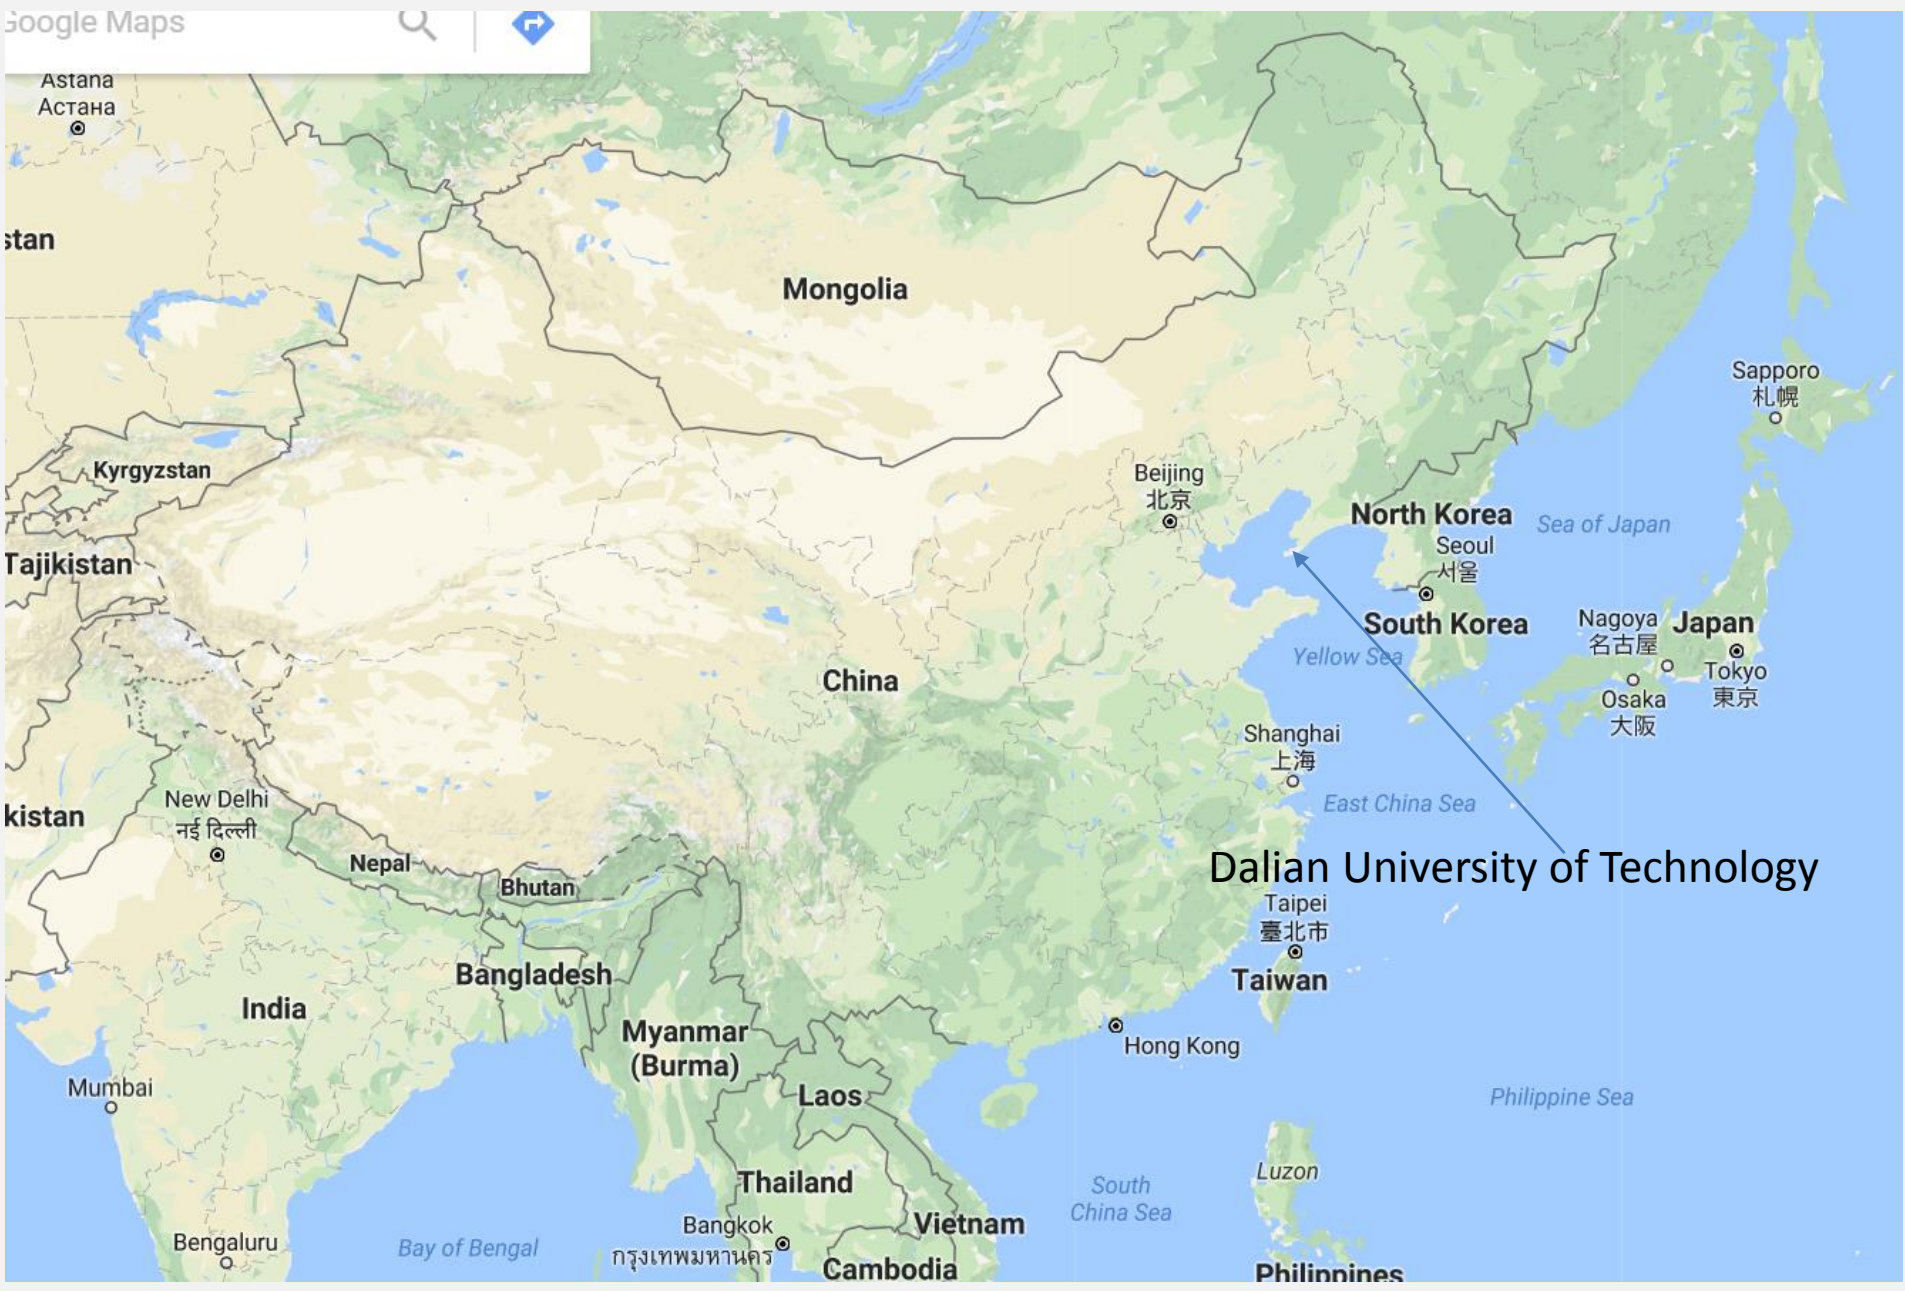 Google Maps
Astana
Астана
stan
Mongolia
Sapporo
札幌
Kyrgyzstan
Beijing
北京
North Korea
Sea of Japan
Seoul
서울
Tajikistan
South Korea
Nagoya
名古屋
Japan
Yellow Sea
Tokyo
東京
China
Osaka
大阪
Shanghai
上海
New Delhi
नई दिल्ली
kistan
East China Sea
Nepal
Bhutan
Dalian University of Technology
Taipei
臺北市
Bangladesh
Taiwan
India
Myanmar
(Burma)
Hong Kong
Mumbai
Laos
Philippine Sea
Thailand
Luzon
South
China Sea
Bangkok
กรุงเทพมหานคร
Vietnam
Bengaluru
Bay of Bengal
Cambodia
Philippines